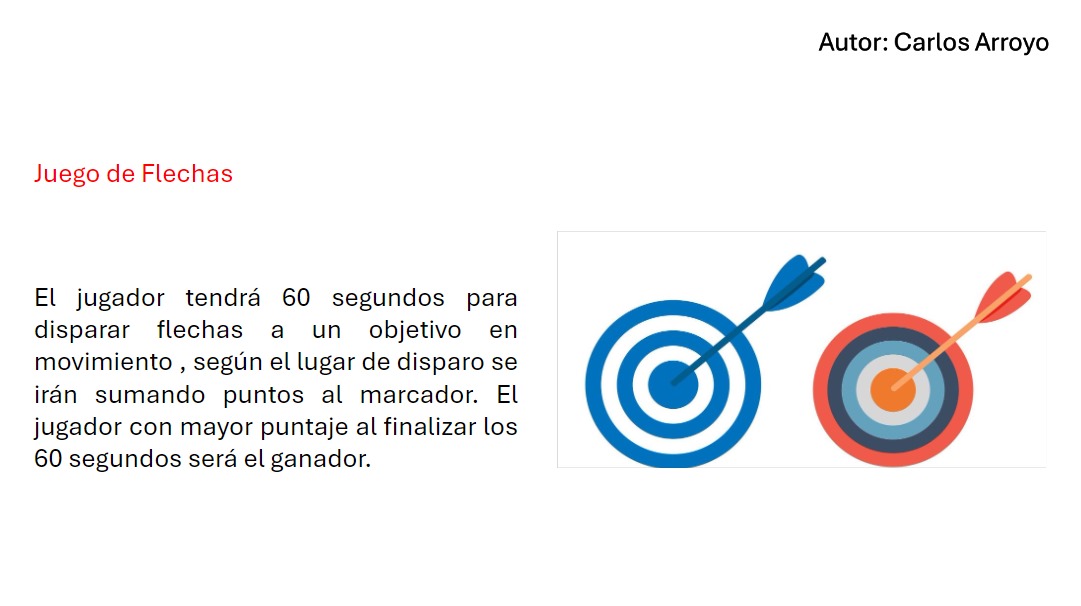 Autor: Carlos Arroyo
Juego de Flechas
El jugador tendrá 60 segundos para
disparar flechas a un objetivo en
movimiento , según el lugar de disparo se
irán sumando puntos al marcador. El
jugador con mayor puntaje al finalizar los
60 segundos será el ganador.